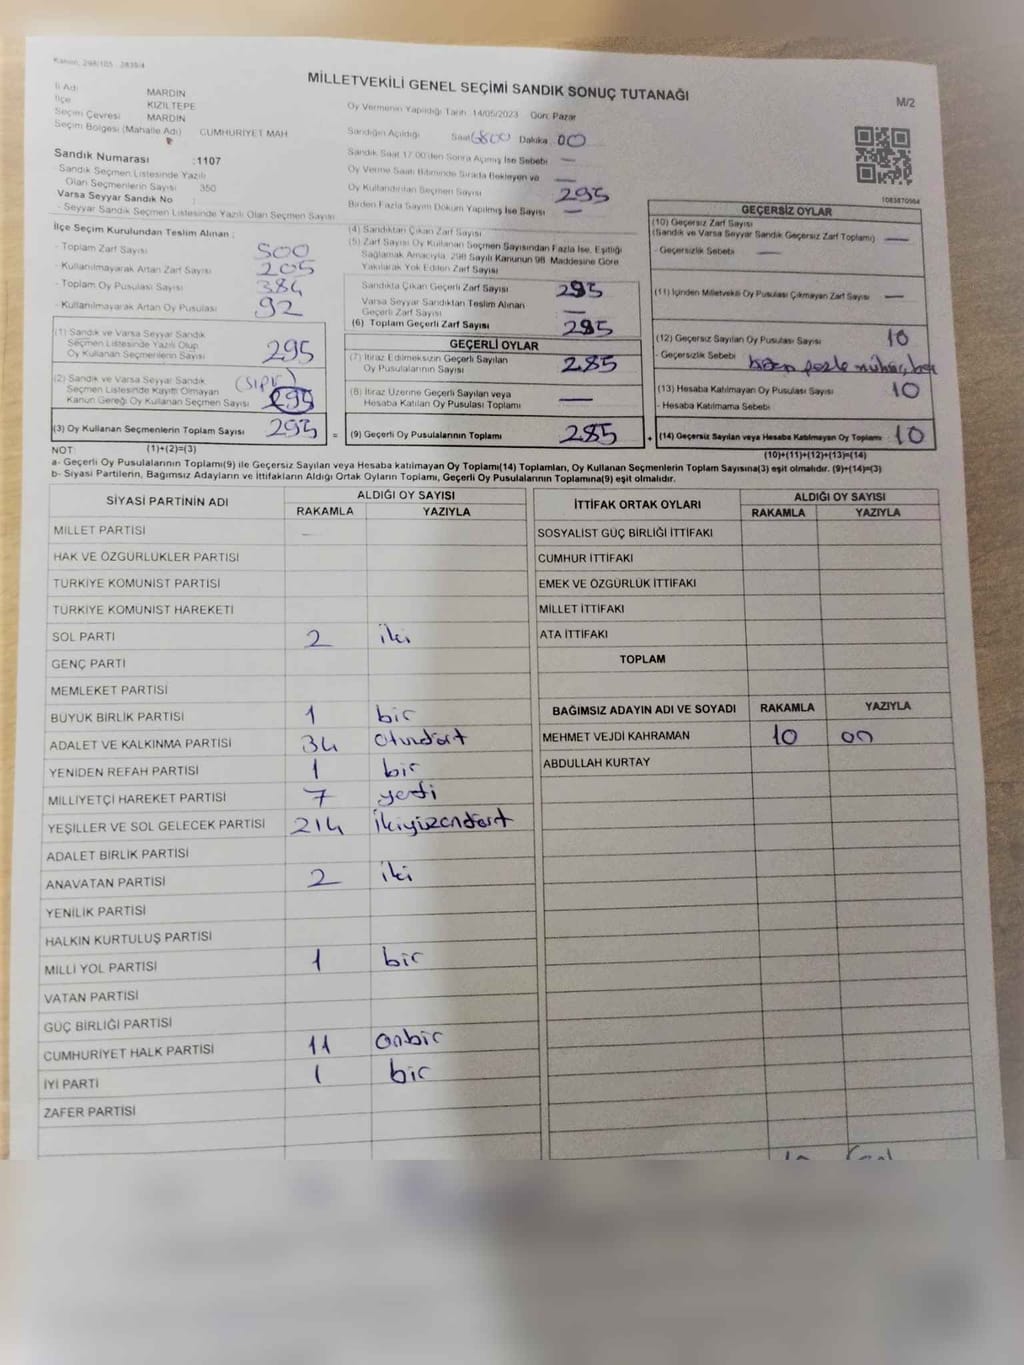 Kanun, 298/105 - 2839/4
MİLLETVEKİLİ GENEL SEÇİMİ SANDIK SONUÇ TUTANAĞI
M/2
İl Adı MARDİN
İlçe KIZILTEPE
Seçim Çevresi MARDİN
Seçim Bölgesi (Mahalle Adı) CUMHURİYET MAH
Sandık Numarası :1107
Sandık Seçmen Listesinde Yazılı
Olan Seçmenlerin Sayısı 350
Varsa Seyyar Sandık No :
- Seyyar Sandık Seçmen Listesinde Yazılı Olan Seçmen Sayısı
Oy Vermenin Yapıldığı Tarih: 14/05/2023 Gün: Pazar
Sandığın Açıldığı Saat Dakika 00
Sandık Saat 17:00'den Sonra Açılmış İse Sebebi —
Oy Verme Saati Bitiminde Sırada Bekleyen ve —
Oy Kullandırılan Seçmen Sayısı 295
Birden Fazla Sayım Döküm Yapılmış İse Sayısı —
1083870984
İlçe Seçim Kurulundan Teslim Alınan :
- Toplam Zarf Sayısı 500
- Kullanılmayarak Artan Zarf Sayısı 205
- Toplam Oy Pusulası Sayısı 384
- Kullanılmayarak Artan Oy Pusulası 92
(1) Sandık ve Varsa Seyyar Sandık
Seçmen Listesinde Yazılı Olup
Oy Kullanan Seçmenlerin Sayısı 295
(2) Sandık ve Varsa Seyyar Sandık (sıfır)
Seçmen Listesinde Kayıtlı Olmayan
Kanun Gereği Oy Kullanan Seçmen Sayısı 295
(3) Oy Kullanan Seçmenlerin Toplam Sayısı 295
(1)+(2)=(3)
(4) Sandıktan Çıkan Zarf Sayısı
(5) Zarf Sayısı Oy Kullanan Seçmen Sayısından Fazla İse, Eşitliği
Sağlamak Amacıyla, 298 Sayılı Kanunun 98. Maddesine Göre
Yakılarak Yok Edilen Zarf Sayısı
Sandıkta Çıkan Geçerli Zarf Sayısı 295
Varsa Seyyar Sandıktan Teslim Alınan
Geçerli Zarf Sayısı —
(6) Toplam Geçerli Zarf Sayısı 295
GEÇERLİ OYLAR
(7) İtiraz Edilmeksizin Geçerli Sayılan
Oy Pusulalarının Sayısı 285
(8) İtiraz Üzerine Geçerli Sayılan veya
Hesaba Katılan Oy Pusulası Toplamı —
= (9) Geçerli Oy Pusulalarının Toplamı 285
GEÇERSİZ OYLAR
(10) Geçersiz Zarf Sayısı
(Sandık ve Varsa Seyyar Sandık Geçersiz Zarf Toplamı) —
- Geçersizlik Sebebi —
(11) İçinden Milletvekili Oy Pusulası Çıkmayan Zarf Sayısı —
(12) Geçersiz Sayılan Oy Pusulası Sayısı 10
- Geçersizlik Sebebi
(13) Hesaba Katılmayan Oy Pusulası Sayısı 10
- Hesaba Katılmama Sebebi
+ (14) Geçersiz Sayılan veya Hesaba Katılmayan Oy Toplamı 10
(10)+(11)+(12)+(13)=(14)
NOT:
a- Geçerli Oy Pusulalarının Toplamı(9) ile Geçersiz Sayılan veya Hesaba katılmayan Oy Toplamı(14) Toplamları, Oy Kullanan Seçmenlerin Toplam Sayısına(3) eşit olmalıdır. (9)+(14)=(3)
b- Siyasi Partilerin, Bağımsız Adayların ve İttifakların Aldığı Ortak Oyların Toplamı, Geçerli Oy Pusulalarının Toplamına(9) eşit olmalıdır.
SİYASİ PARTİNİN ADI ALDIĞI OY SAYISI
RAKAMLA YAZIYLA
MİLLET PARTİSİ —
HAK VE ÖZGÜRLÜKLER PARTİSİ
TÜRKİYE KOMÜNİST PARTİSİ
TÜRKİYE KOMÜNİST HAREKETİ
SOL PARTİ 2 iki
GENÇ PARTİ
MEMLEKET PARTİSİ
BÜYÜK BİRLİK PARTİSİ 1 bir
ADALET VE KALKINMA PARTİSİ 34 otuzdört
YENİDEN REFAH PARTİSİ 1 bir
MİLLİYETÇİ HAREKET PARTİSİ 7 yedi
YEŞİLLER VE SOL GELECEK PARTİSİ 214 ikiyüzondört
ADALET BİRLİK PARTİSİ
ANAVATAN PARTİSİ 2 iki
YENİLİK PARTİSİ
HALKIN KURTULUŞ PARTİSİ
MİLLİ YOL PARTİSİ 1 bir
VATAN PARTİSİ
GÜÇ BİRLİĞİ PARTİSİ
CUMHURİYET HALK PARTİSİ 11 onbir
İYİ PARTİ 1 bir
ZAFER PARTİSİ
İTTİFAK ORTAK OYLARI ALDIĞI OY SAYISI
RAKAMLA YAZIYLA
SOSYALİST GÜÇ BİRLİĞİ İTTİFAKI
CUMHUR İTTİFAKI
EMEK VE ÖZGÜRLÜK İTTİFAKI
MİLLET İTTİFAKI
ATA İTTİFAKI
TOPLAM
BAĞIMSIZ ADAYIN ADI VE SOYADI RAKAMLA YAZIYLA
MEHMET VEJDİ KAHRAMAN 10 on
ABDULLAH KURTAY